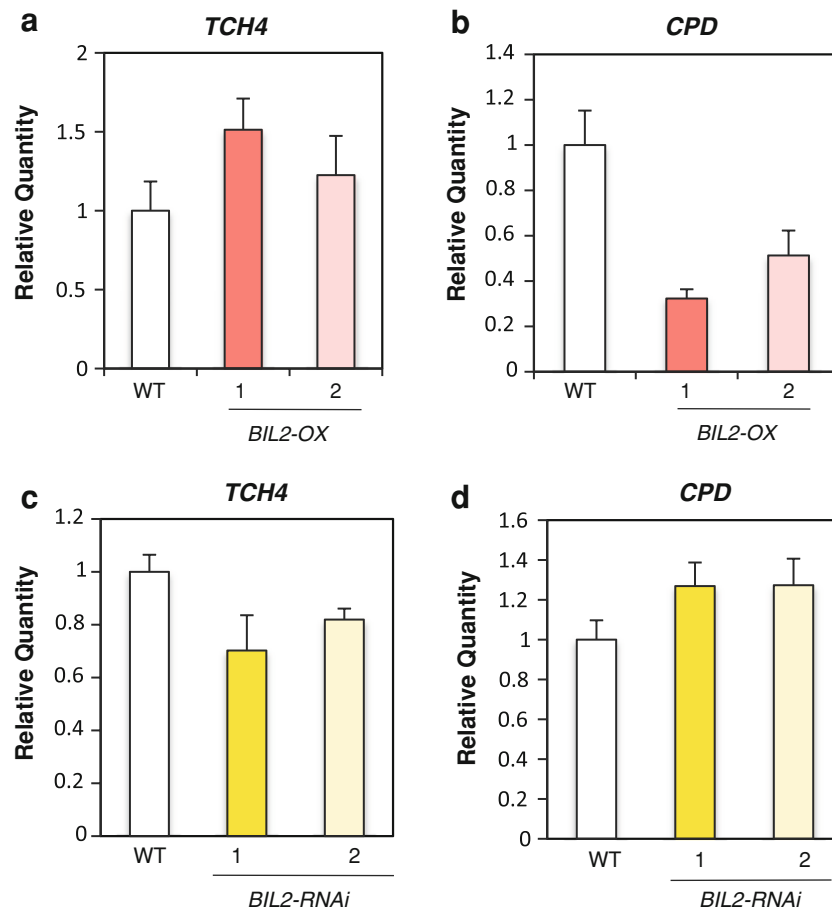 a
TCH4
Relative Quantity
2
1.5
1
0.5
0
WT
1
2
BIL2-OX
b
CPD
Relative Quantity
1.4
1.2
1
0.8
0.6
0.4
0.2
0
WT
1
2
BIL2-OX
c
TCH4
Relative Quantity
1.2
1
0.8
0.6
0.4
0.2
0
WT
1
2
BIL2-RNAi
d
CPD
Relative Quantity
1.6
1.4
1.2
1
0.8
0.6
0.4
0.2
0
WT
1
2
BIL2-RNAi